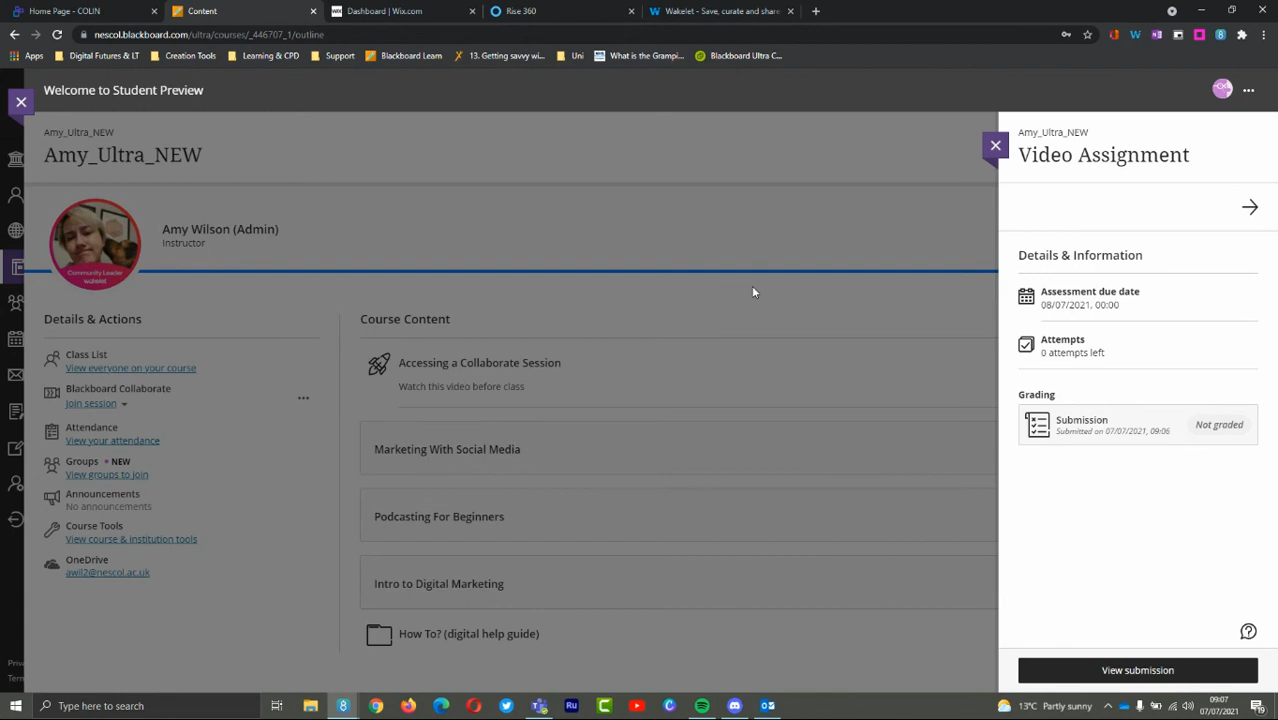 Home Page - COLIN
Content
Dashboard | Wix.com
Rise 360
Wakelet - Save, curate and share
nescol.blackboard.com/ultra/courses/_446707_1/outline
Apps
Digital Futures & LT
Creation Tools
Learning & CPD
Support
Blackboard Learn
13. Getting savvy wi...
Uni
What is the Grampi...
Blackboard Ultra C...
Welcome to Student Preview
Amy_Ultra_NEW
Amy_Ultra_NEW
Amy Wilson (Admin)
Instructor
Community Leader
wakelet
Details & Actions
Class List
View everyone on your course
Blackboard Collaborate
Join session
Attendance
View your attendance
Groups • NEW
View groups to join
Announcements
No announcements
Course Tools
View course & institution tools
OneDrive
awil2@nescol.ac.uk
Course Content
Accessing a Collaborate Session
Watch this video before class
Marketing With Social Media
Podcasting For Beginners
Intro to Digital Marketing
How To? (digital help guide)
Amy_Ultra_NEW
Video Assignment
Details & Information
Assessment due date
08/07/2021, 00:00
Attempts
0 attempts left
Grading
Submission
Submitted on 07/07/2021, 09:06
Not graded
View submission
Priv
Tern
Type here to search
13°C Partly sunny
09:07
07/07/2021